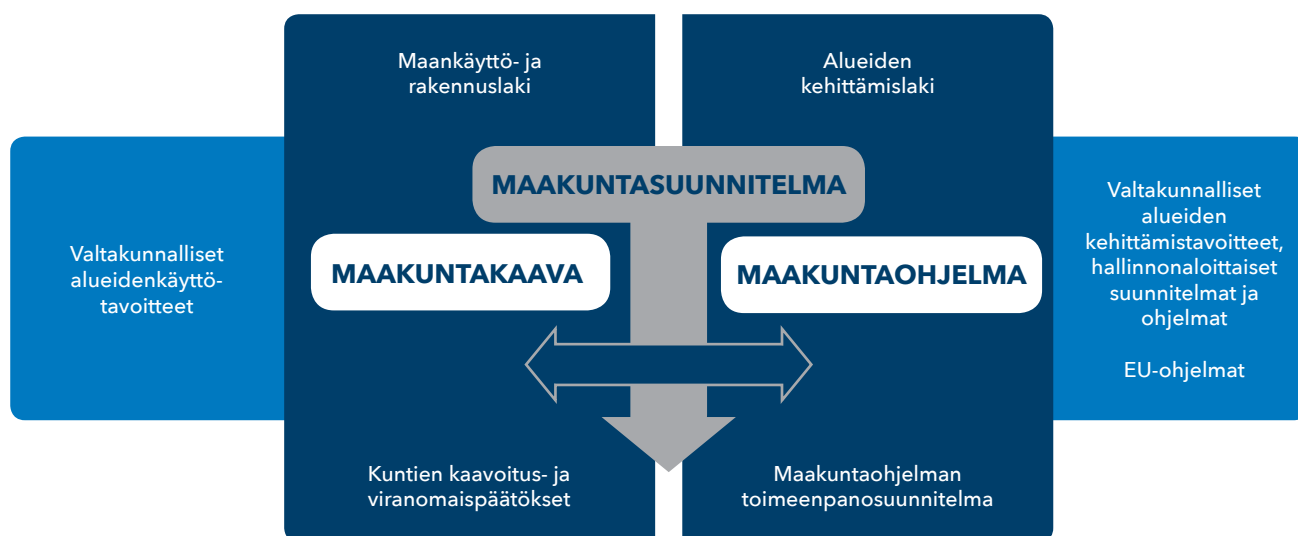 Maankäyttö- ja
rakennuslaki
Alueiden
kehittämislaki
MAAKUNTASUUNNITELMA
Valtakunnalliset
alueidenkäyttö-
tavoitteet
MAAKUNTAKAAVA
MAAKUNTAOHJELMA
Valtakunnalliset
alueiden
kehittämistavoitteet,
hallinnonaloittaiset
suunnitelmat ja
ohjelmat
EU-ohjelmat
Kuntien kaavoitus- ja
viranomaispäätökset
Maakuntaohjelman
toimeenpanosuunnitelma